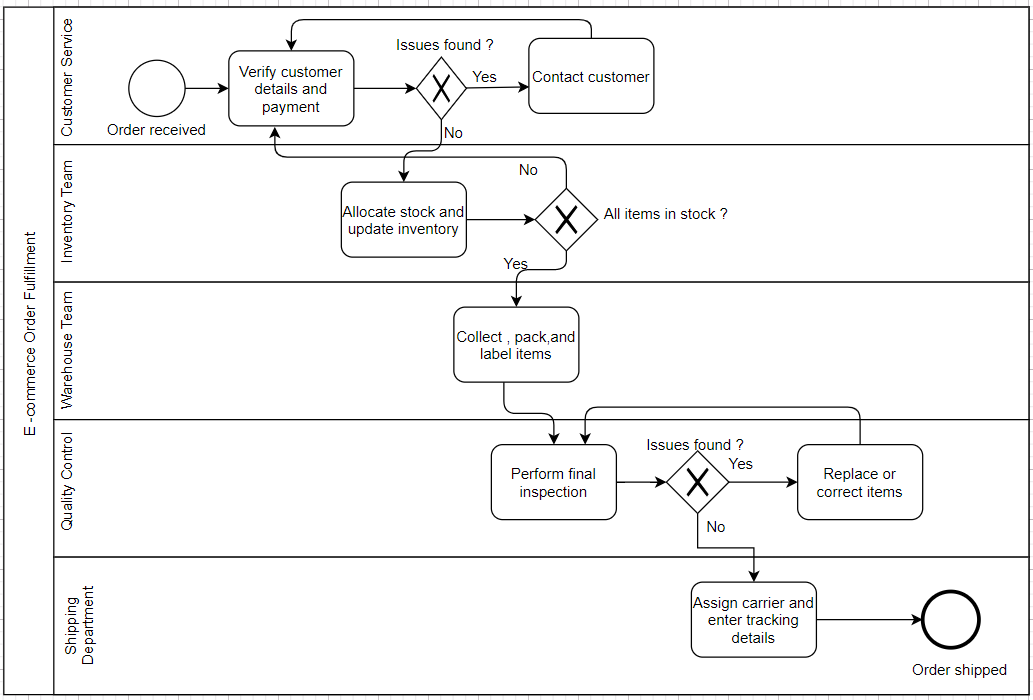 E -commerce Order Fulfillment
Customer Service
Order received
Verify customer
details and
payment
Issues found ?
Yes
No
Contact customer
Inventory Team
Allocate stock and
update inventory
No
All items in stock ?
Yes
Warehouse Team
Collect , pack,and
label items
Quality Control
Perform final
inspection
Issues found ?
Yes
No
Replace or
correct items
Shipping
Department
Assign carrier and
enter tracking
details
Order shipped